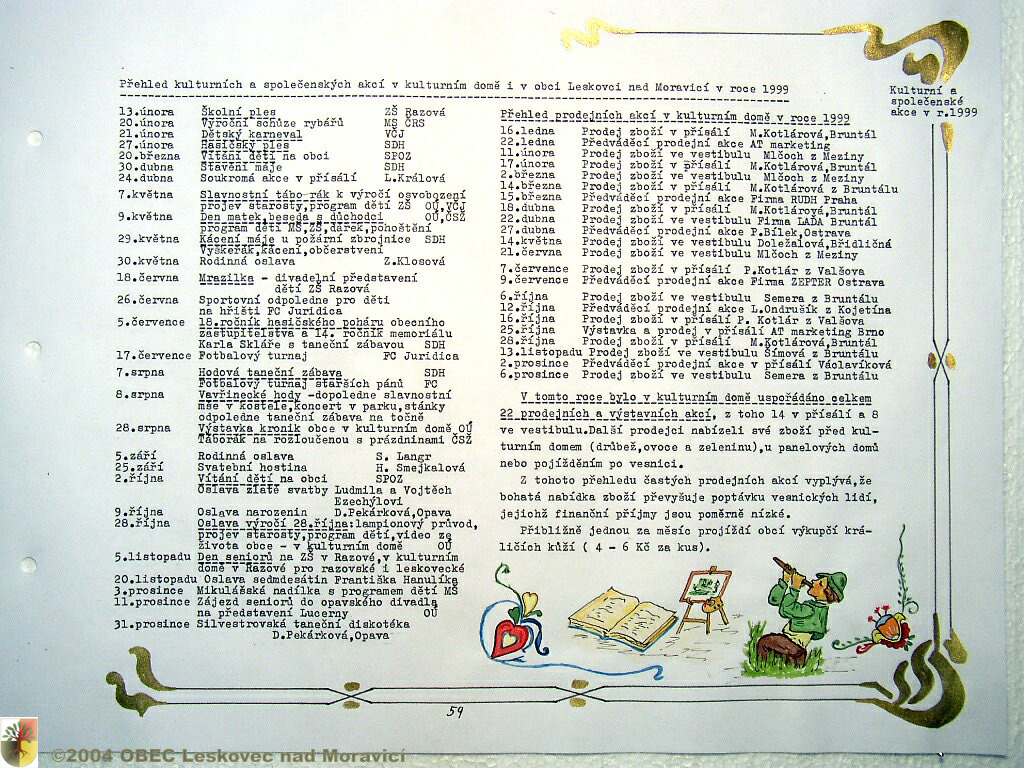 Přehled kulturních a společenských akcí v kulturním domě i v obci Leskovci nad Moravicí v roce 1999
Kulturní a
společenské
akce v r.1999
13.února Školní ples ZŠ Razová
20.února Výroční schůze rybářů MS ČRS
21.února Dětský karneval VČJ
27.února Hasičský ples SDH
20.března Vítání dětí na obci SPOZ
30.dubna Stavění máje SDH
24.dubna Soukromá akce v přísálí L.Králová
7.května Slavnostní tábo-rák k výročí osvobození
projev starosty,program dětí ZŠ OÚ,VČJ
9.května Den matek,beseda s důchodci OÚ,ČSŽ
program dětí MŠ,ZŠ,dárek,pohoštění
29.května Kácení máje u požární zbrojnice SDH
Vyškerák,kácení,občerstvení
30.května Rodinná oslava Z.Klosová
18.června Mrazilka - divadelní představení
dětí ZŠ Razová
26.června Sportovní odpoledne pro děti
na hřišti FC Juridica
5.července 18.ročník hasičského poháru obecního
zastupitelstva a 14. ročník memoriálu
Karla Skláře s taneční zábavou SDH
17.července Fotbalový turnaj FC Juridica
7.srpna Hodová taneční zábava SDH
Fotbalový turnaj starších pánů FC
8.srpna Vavřinecké hody -dopoledne slavnostní
mše v kostele,koncert v parku,stánky
odpoledne taneční zábava na točně
28.srpna Výstavka kronik obce v kulturním domě OÚ
Táborák na rozloučenou s prázdninami ČSŽ
5.září Rodinná oslava S. Langr
25.září Svatební hostina H. Smejkalová
2.října Vítání dětí na obci SPOZ
Oslava zlaté svatby Ludmila a Vojtěch
Ezechýlovi
9.října Oslava narozenin D.Pekárková,Opava
28.října Oslava výročí 28.října:lampionový průvod,
projev starosty,program dětí,video ze
života obce - v kulturním domě OÚ
5.listopadu Den seniorů na ZŠ v Razové,v kulturním
domě v Razové pro razovské i leskovecké
20.listopadu Oslava sedmdesátin Františka Hanulíka
3.prosince Mikulášská nadílka s programem dětí MŠ
11.prosince Zájezd seniorů do opavského divadla
na představení Lucerny OÚ
31.prosince Silvestrovská taneční diskotéka
D.Pekárková,Opava
Přehled prodejních akcí v kulturním domě v roce 1999
16.ledna Prodej zboží v přísálí M.Kotlárová,Bruntál
22.ledna Předváděcí prodejní akce AT marketing
11.února Prodej zboží ve vestibulu Mlčoch z Meziny
17.února Prodej zboží v přísálí M.Kotlárová,Bruntál
2.března Prodej zboží ve vestibulu Mlčoch z Meziny
14.března Prodej zboží v přísálí M.Kotlárová z Bruntálu
15.března Předváděcí prodejní akce Firma RUDH Praha
18.dubna Prodej zboží v přísálí M.Kotlárová,Bruntál
22.dubna Prodej zboží ve vestibulu Firma LADA Bruntál
27.dubna Předváděcí prodejní akce P.Bílek,Ostrava
14.května Prodej zboží ve vestibulu Doležalová,Břidličná
21.června Prodej zboží ve vestibulu Mlčoch z Meziny
7.července Prodej zboží v přísálí P.Kotlár z Valšova
9.července Předváděcí prodejní akce Firma ZEPTER Ostrava
6.října Prodej zboží ve vestibulu Semera z Bruntálu
12.října Předváděcí prodejní akce L.Ondrušík z Kojetína
16.října Prodej zboží v přísálí P. Kotlár z Valšova
25.října Výstavka a prodej v přísálí AT marketing Brno
28.října Prodej zboží v přísálí M.Kotlárová,Bruntál
13.listopadu Prodej zboží ve vestibulu Šímová z Bruntálu
2.prosince Předváděcí prodejní akce v přísálí Václavíková
6.prosince Prodej zboží ve vestibulu Semera z Bruntálu
V tomto roce bylo v kulturním domě uspořádáno celkem
22 prodejních a výstavních akcí, z toho 14 v přísálí a 8
ve vestibulu.Další prodejci nabízeli své zboží před kul-
turním domem (drůbež,ovoce a zeleninu),u panelových domů
nebo pojížděním po vesnici.
Z tohoto přehledu častých prodejních akcí vyplývá,že
bohatá nabídka zboží převyšuje poptávku vesnických lidí,
jejichž finanční příjmy jsou poměrně nízké.
Přibližně jednou za měsíc projíždí obcí výkupčí krá-
ličích kůží ( 4 - 6 Kč za kus).
59
©2004 OBEC Leskovec nad Moravicí